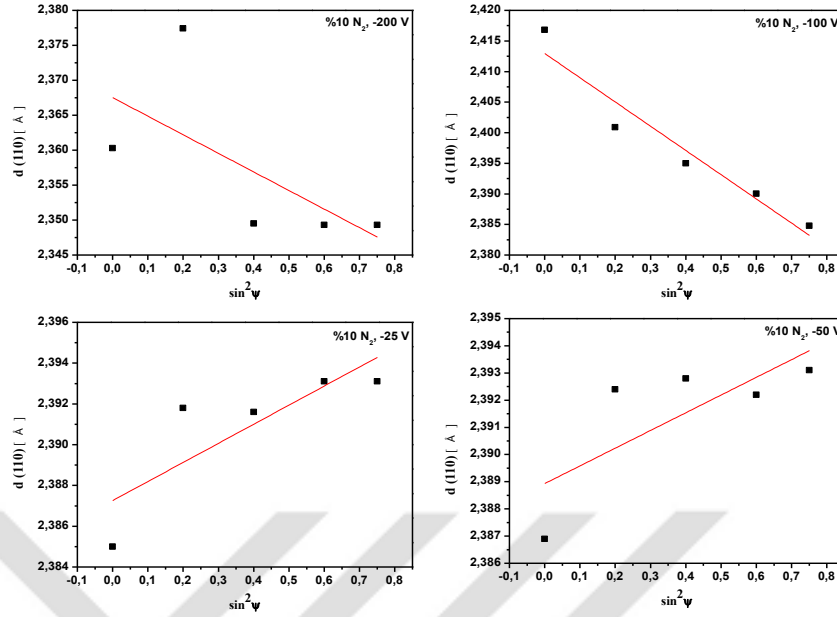 %10 N2, -200 V
2,380
2,375
2,370
2,365
2,360
2,355
2,350
2,345
d (110) [ Å ]
-0,1 0,0 0,1 0,2 0,3 0,4 0,5 0,6 0,7 0,8
sin²ψ
%10 N2, -100 V
2,420
2,415
2,410
2,405
2,400
2,395
2,390
2,385
2,380
d (110) [ Å ]
-0,1 0,0 0,1 0,2 0,3 0,4 0,5 0,6 0,7 0,8
sin²ψ
%10 N2, -25 V
2,396
2,394
2,392
2,390
2,388
2,386
2,384
d (110) [ Å ]
-0,1 0,0 0,1 0,2 0,3 0,4 0,5 0,6 0,7 0,8
sin²ψ
%10 N2, -50 V
2,395
2,394
2,393
2,392
2,391
2,390
2,389
2,388
2,387
2,386
d (110) [ Å ]
-0,1 0,0 0,1 0,2 0,3 0,4 0,5 0,6 0,7 0,8
sin²ψ